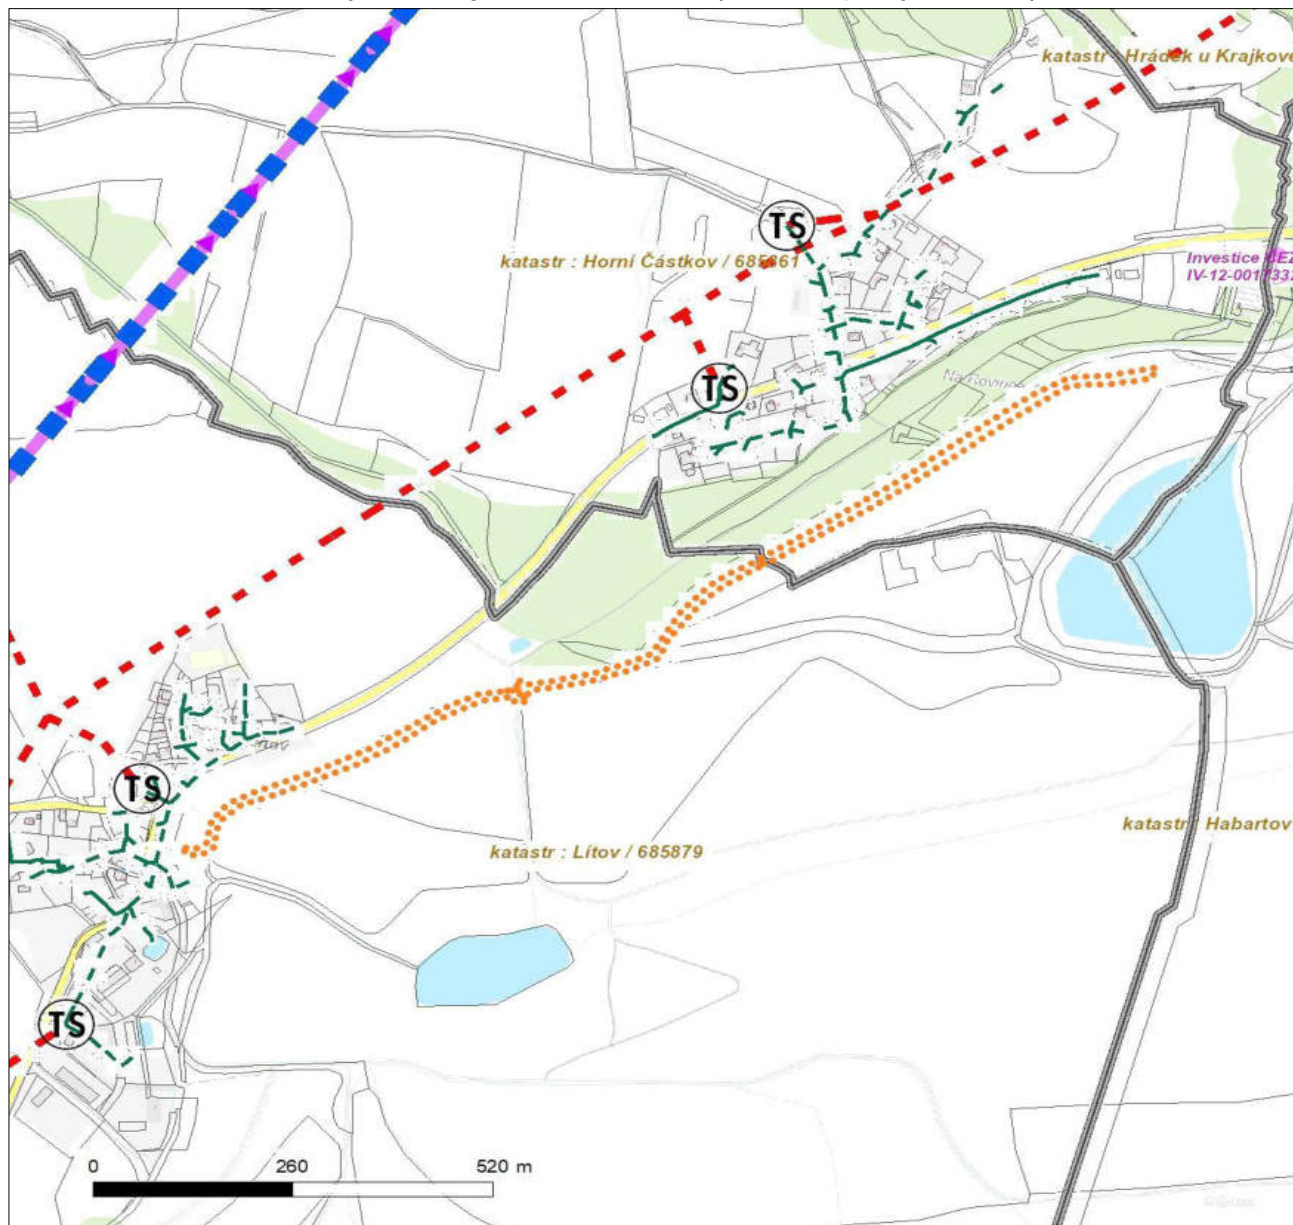 katastr : Hrádek u Krajkové
TS
katastr : Horní Částkov / 685861
Investice ČEZ
IV-12-0017332
Na Rovince
TS
TS
katastr : Habartov
katastr : Lítov / 685879
TS
0 260 520 m